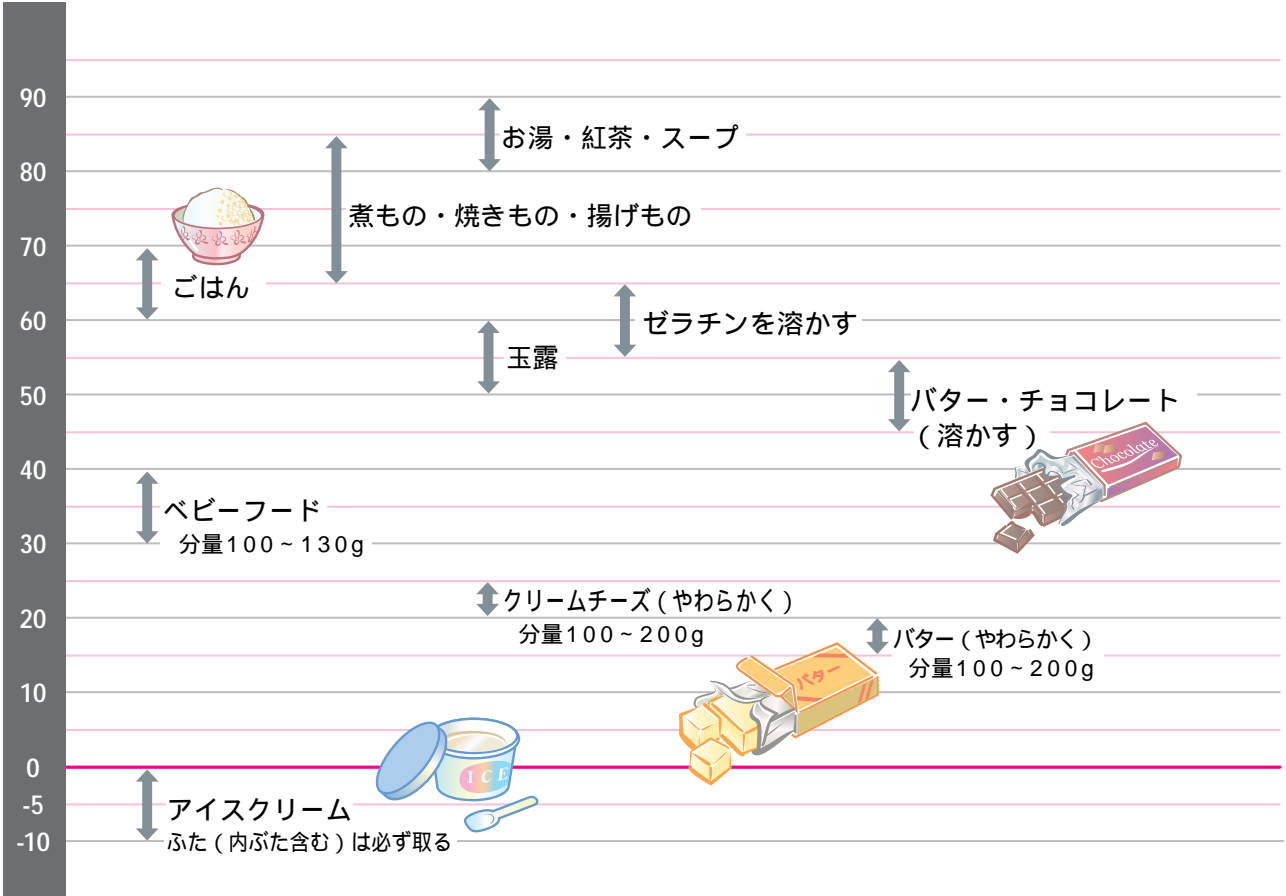 90
お湯・紅茶・スープ
80
煮もの・焼きもの・揚げもの
70
ごはん
60
ゼラチンを溶かす
玉露
50
バター・チョコレート
(溶かす)
Chocolate
40
ベビーフード
分量100~130g
30
クリームチーズ(やわらかく)
分量100~200g
20
バター(やわらかく)
分量100~200g
バター
10
0
ICE
-5
アイスクリーム
ふた(内ぶた含む)は必ず取る
-10